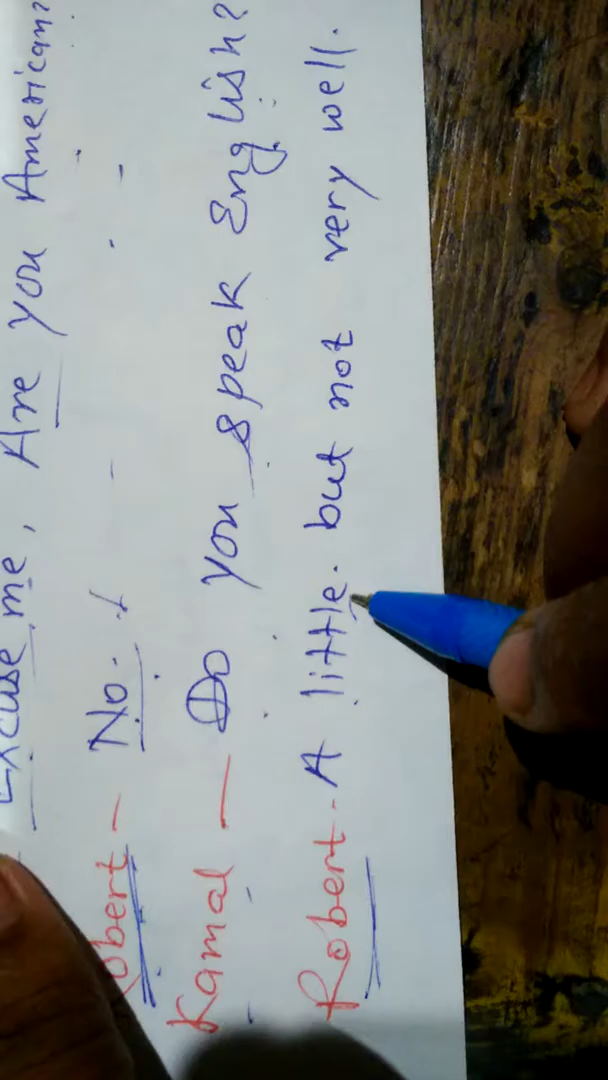 Excuse me, Are you American?
Robert - No.
Kamal - Do you speak English?
Robert - A little. but not very well.